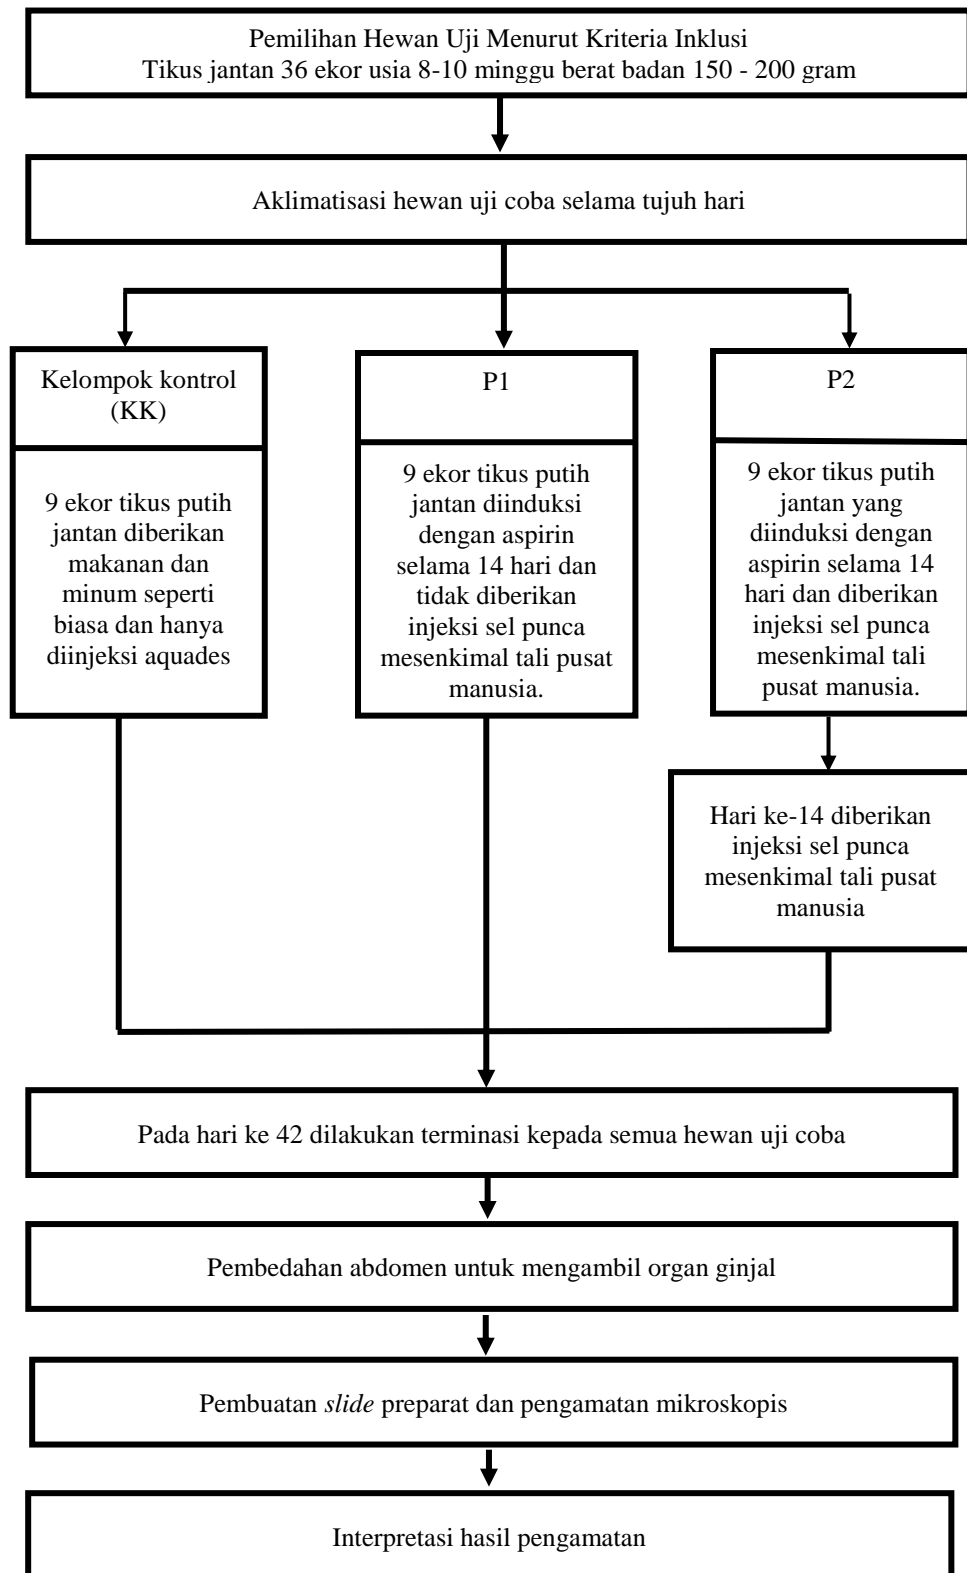 Pemilihan Hewan Uji Menurut Kriteria Inklusi
Tikus jantan 36 ekor usia 8-10 minggu berat badan 150 - 200 gram
Aklimatisasi hewan uji coba selama tujuh hari
Kelompok kontrol
(KK)
9 ekor tikus putih
jantan diberikan
makanan dan
minum seperti
biasa dan hanya
diinjeksi aquades
P1
9 ekor tikus putih
jantan diinduksi
dengan aspirin
selama 14 hari dan
tidak diberikan
injeksi sel punca
mesenkimal tali pusat
manusia.
P2
9 ekor tikus putih
jantan yang
diinduksi dengan
aspirin selama 14
hari dan diberikan
injeksi sel punca
mesenkimal tali
pusat manusia.
Hari ke-14 diberikan
injeksi sel punca
mesenkimal tali pusat
manusia
Pada hari ke 42 dilakukan terminasi kepada semua hewan uji coba
Pembedahan abdomen untuk mengambil organ ginjal
Pembuatan slide preparat dan pengamatan mikroskopis
Interpretasi hasil pengamatan